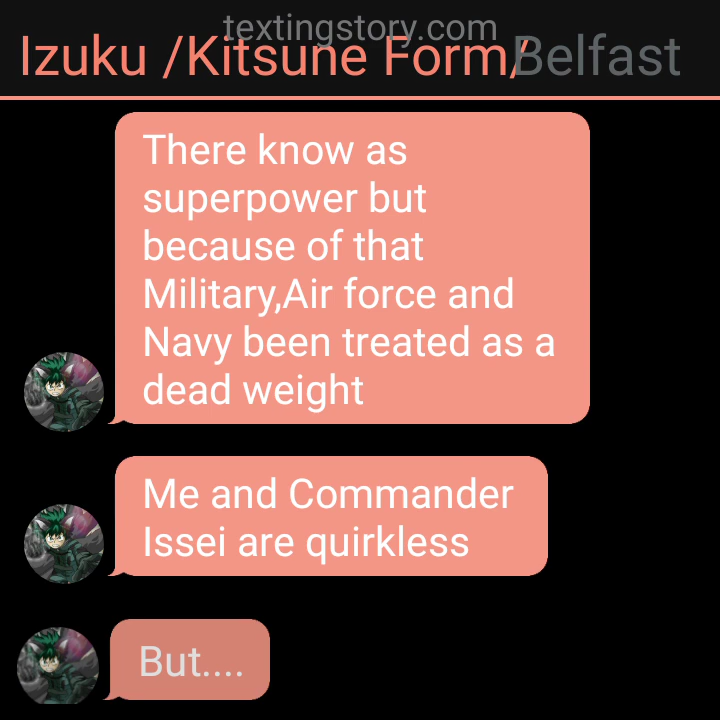 textingstory.com
Izuku /Kitsune Form/Belfast
There know as
superpower but
because of that
Military,Air force and
Navy been treated as a
dead weight
Me and Commander
Issei are quirkless
But....